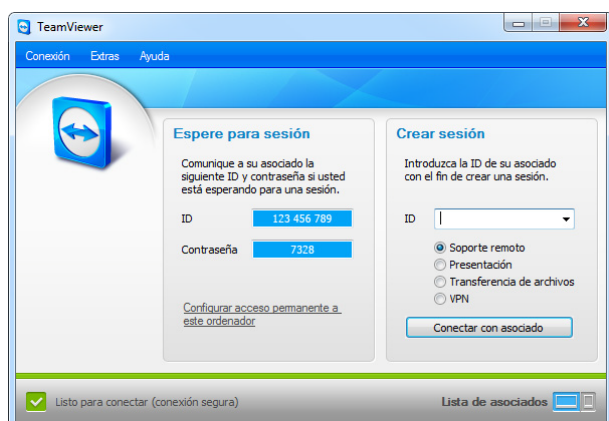 TeamViewer
Conexión Extras Ayuda
Espere para sesión
Comunique a su asociado la
siguiente ID y contraseña si usted
está esperando para una sesión.
ID 123 456 789
Contraseña 7328
Configurar acceso permanente a
este ordenador
Crear sesión
Introduzca la ID de su asociado
con el fin de crear una sesión.
ID
Soporte remoto
Presentación
Transferencia de archivos
VPN
Conectar con asociado
Listo para conectar (conexión segura)
Lista de asociados